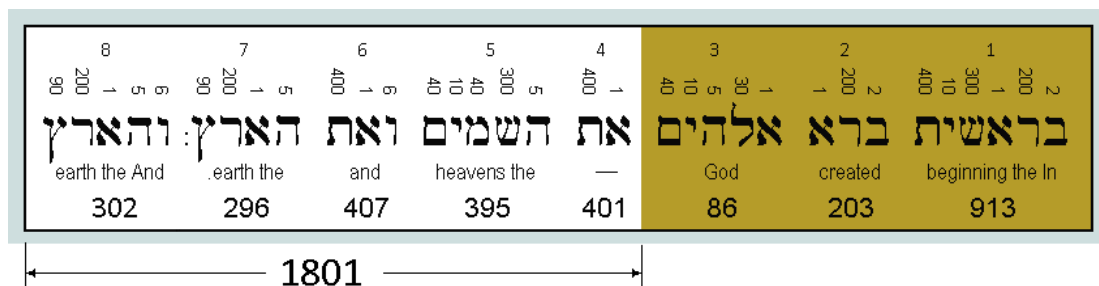 8 7 6 5 4 3 2 1
90 200 1 5 6 90 200 1 5 400 1 6 40 10 40 300 5 400 1 40 10 5 30 1 1 200 2 400 10 300 1 200 2
בראשית ברא אלהים את השמים ואת הארץ: והארץ
earth the And .earth the and heavens the — God created beginning the In
302 296 407 395 401 86 203 913
1801